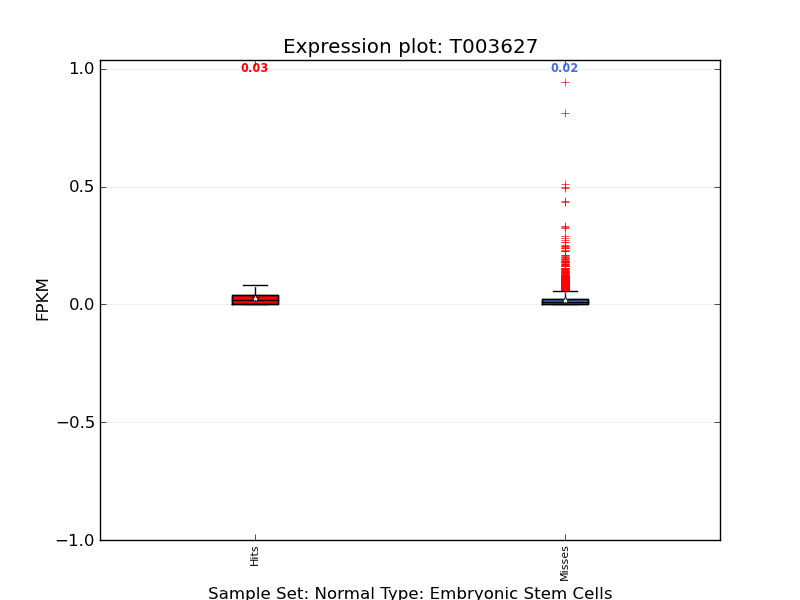 Expression plot: T003627
1.0
0.5
0.0
−0.5
−1.0
FPKM
0.03
0.02
Hits
Misses
Sample Set: Normal Type: Embryonic Stem Cells